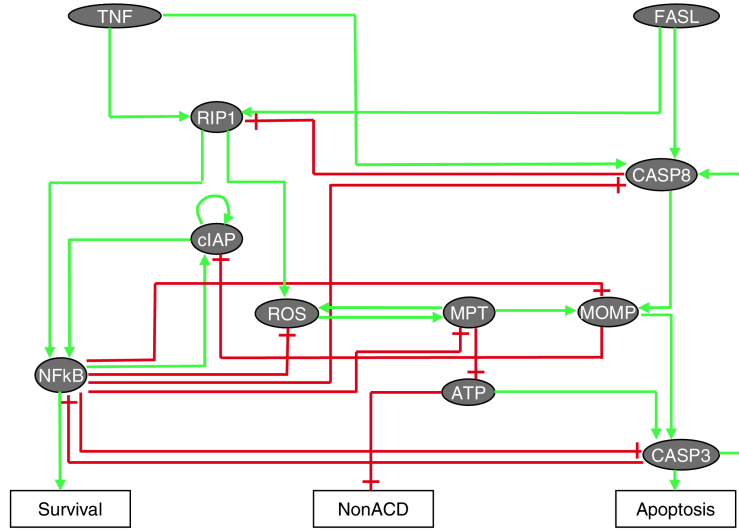 TNF
FASL
RIP1
CASP8
cIAP
ROS
MPT
MOMP
NFkB
ATP
CASP3
Survival
NonACD
Apoptosis